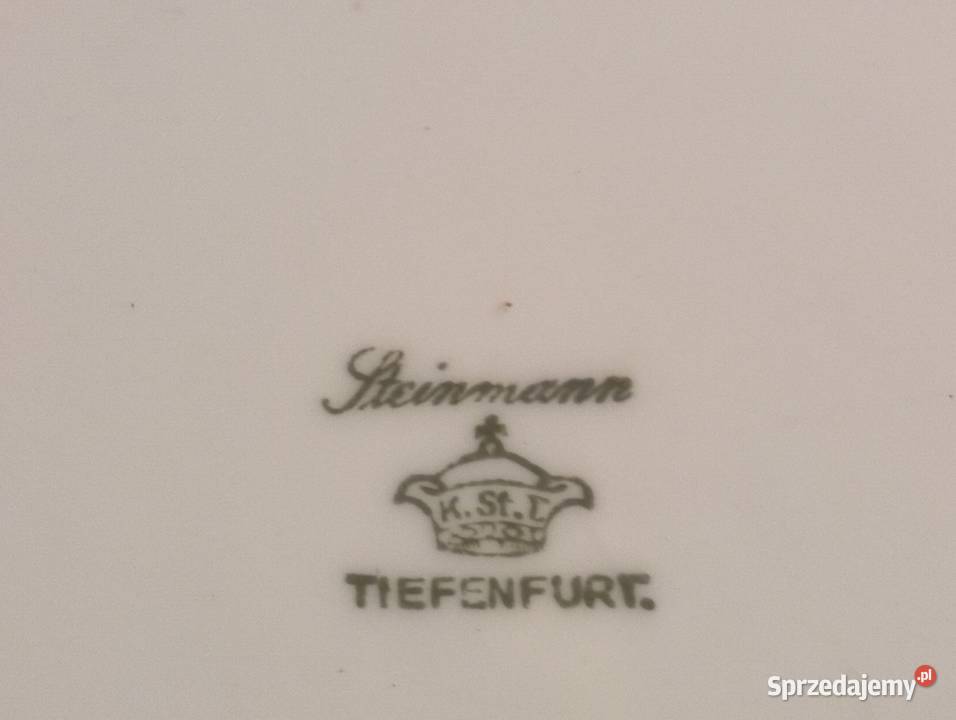 Steinmann
K. St. T.
TIEFENFURT.
Sprzedajemy.pl